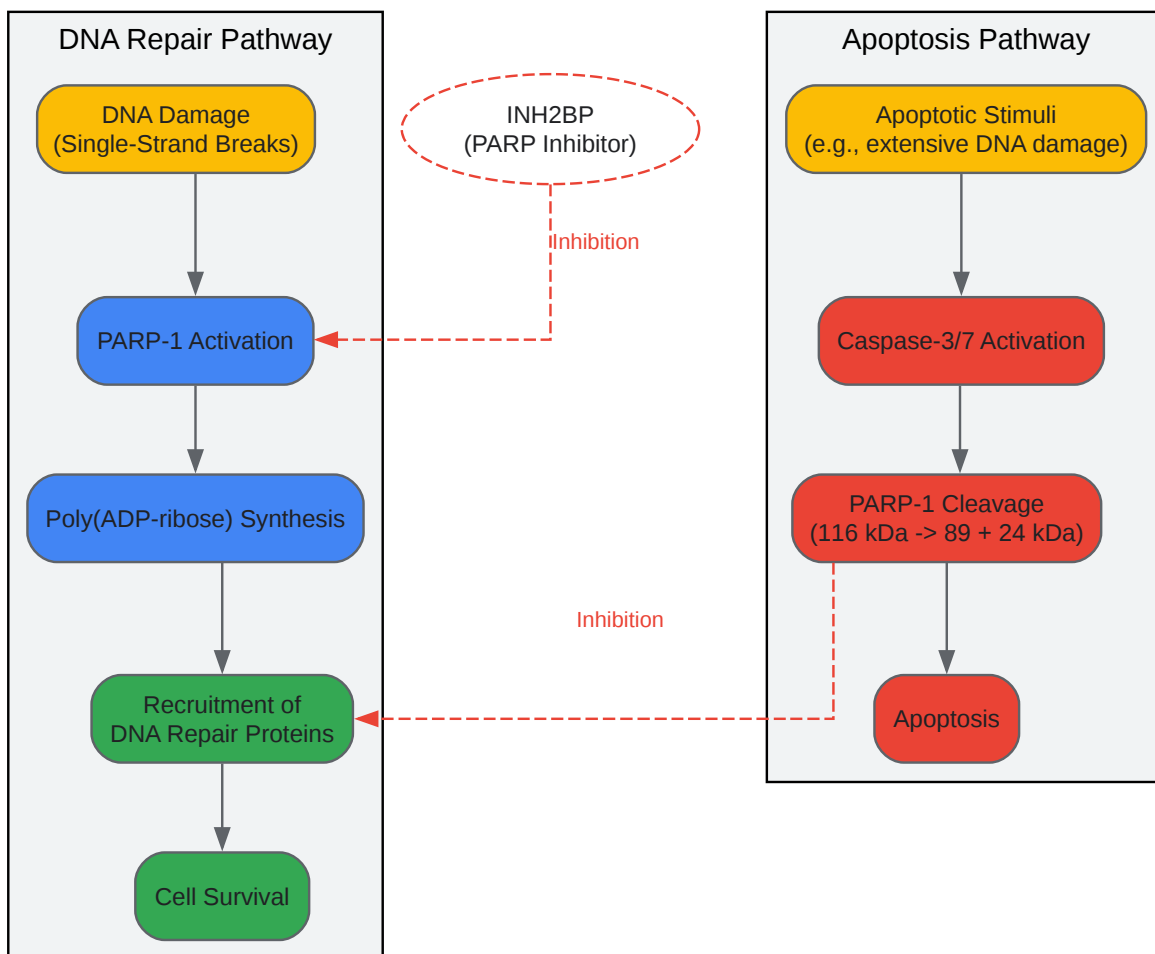 DNA Repair Pathway
DNA Damage
(Single-Strand Breaks)
PARP-1 Activation
Poly(ADP-ribose) Synthesis
Recruitment of
DNA Repair Proteins
Cell Survival
INH2BP
(PARP Inhibitor)
Inhibition
Inhibition
Apoptosis Pathway
Apoptotic Stimuli
(e.g., extensive DNA damage)
Caspase-3/7 Activation
PARP-1 Cleavage
(116 kDa -> 89 + 24 kDa)
Apoptosis